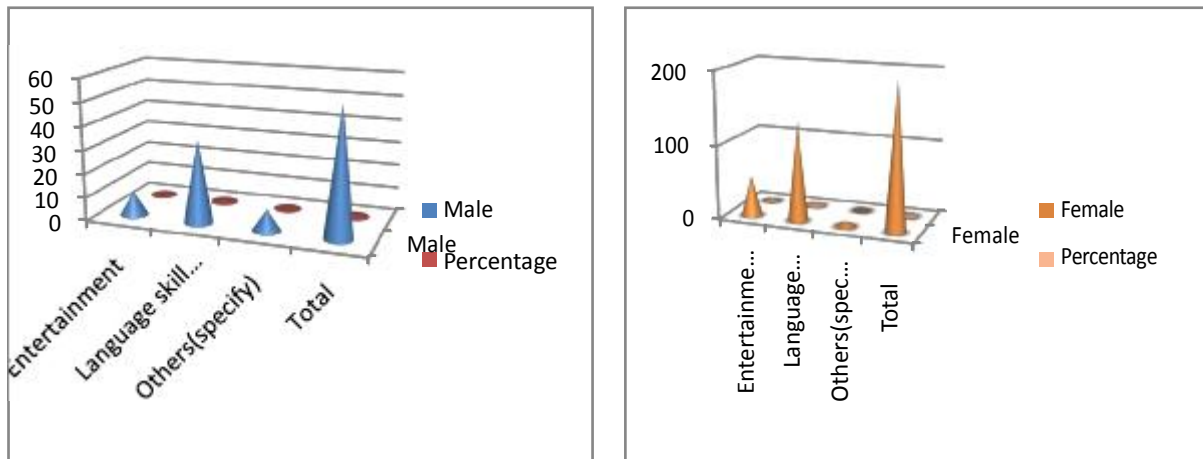 60
50
40
30
20
10
0
Entertainment
Language skill...
Others(specify)
Total
Male
Male
Percentage
200
100
0
Entertainme...
Language...
Others(spec...
Total
Female
Female
Percentage